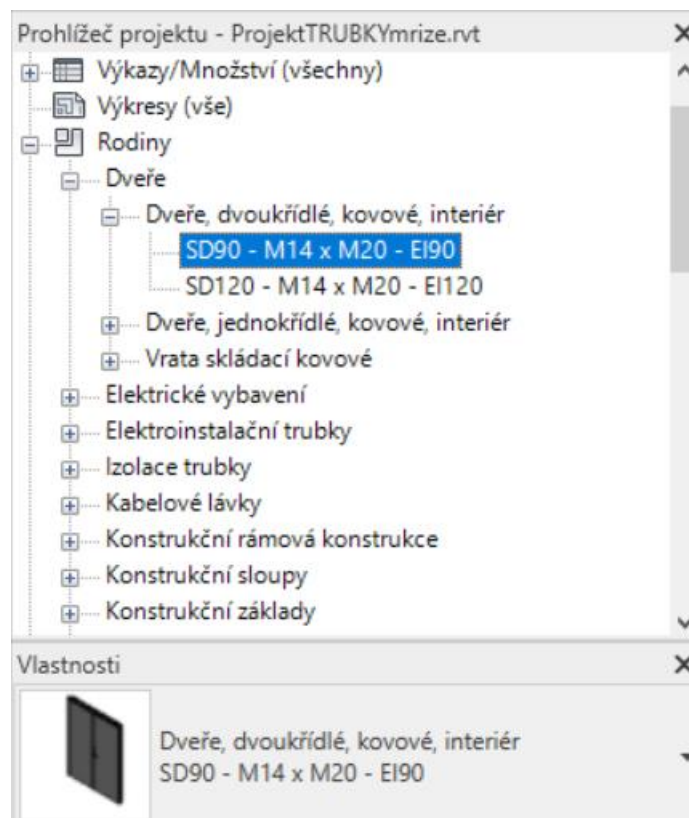 Prohlížeč projektu - ProjektTRUBKYmrize.rvt
Výkazy/Množství (všechny)
Výkresy (vše)
Rodiny
Dveře
Dveře, dvoukřídlé, kovové, interiér
SD90 - M14 x M20 - EI90
SD120 - M14 x M20 - EI120
Dveře, jednokřídlé, kovové, interiér
Vrata skládací kovové
Elektrické vybavení
Elektroinstalační trubky
Izolace trubky
Kabelové lávky
Konstrukční rámová konstrukce
Konstrukční sloupy
Konstrukční základy
Vlastnosti
Dveře, dvoukřídlé, kovové, interiér
SD90 - M14 x M20 - EI90